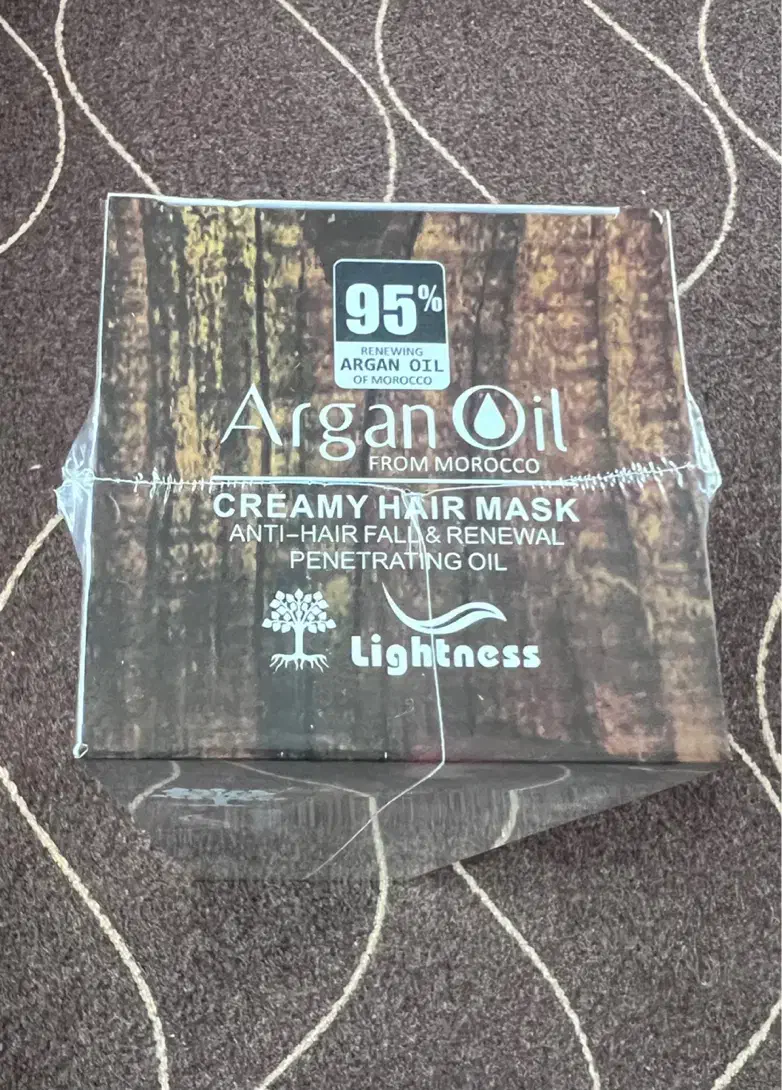 95%
RENEWING
ARGAN OIL
OF MOROCCO
Argan Oil
FROM MOROCCO
CREAMY HAIR MASK
ANTI-HAIR FALL & RENEWAL
PENETRATING OIL
Lightness